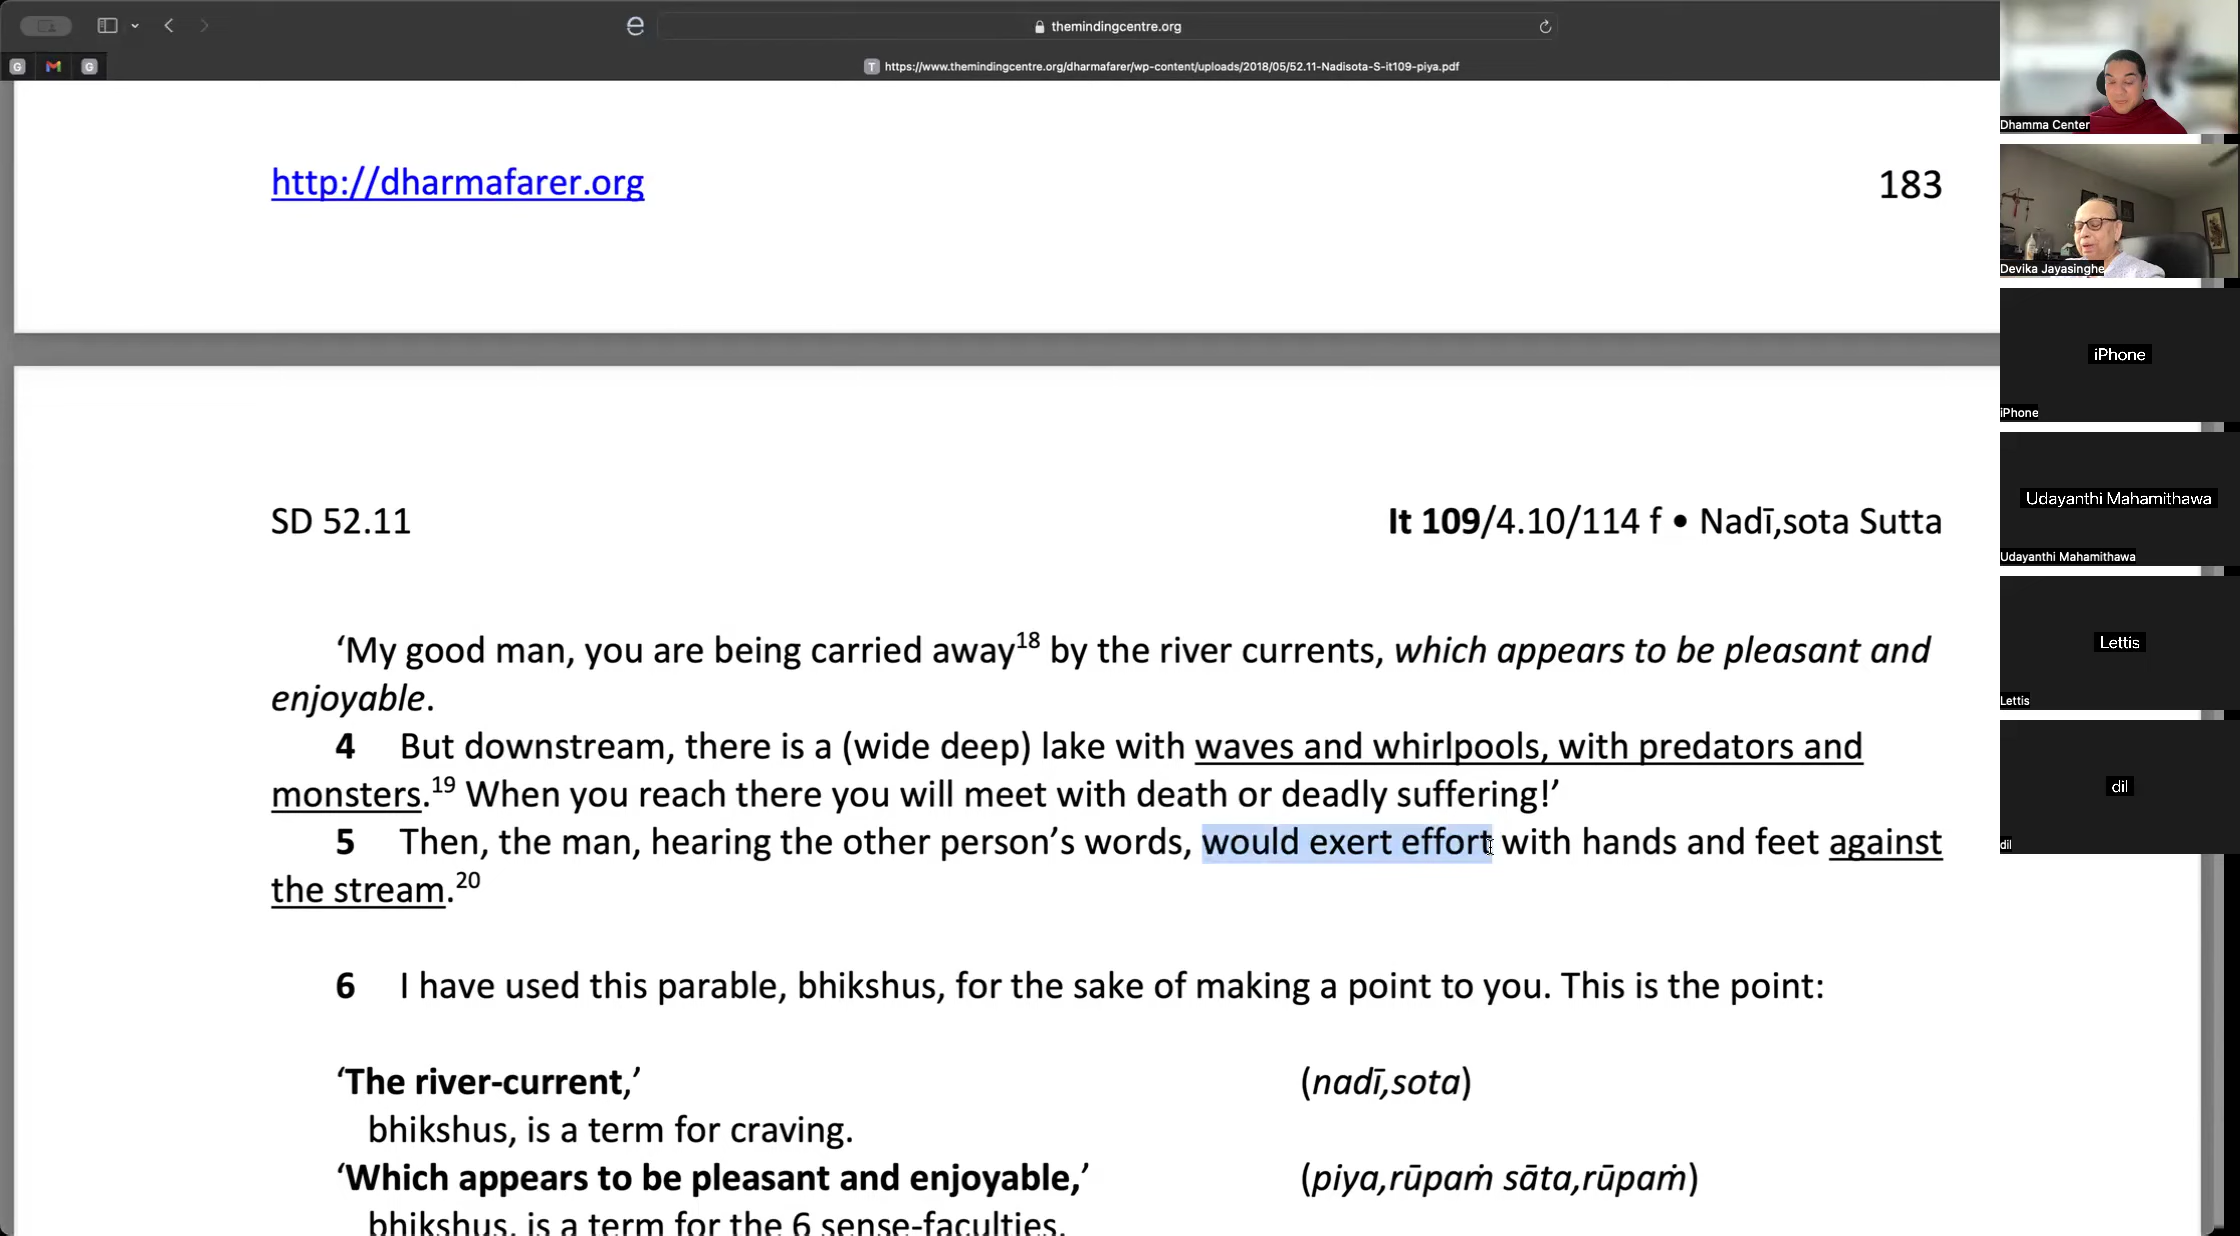 themindingcentre.org
https://www.themindingcentre.org/dharmafarer/wp-content/uploads/2018/05/52.11-Nadisota-S-it109-piya.pdf
http://dharmafarer.org
183
SD 52.11
It 109/4.10/114 f • Nadī,sota Sutta
‘My good man, you are being carried away18 by the river currents, which appears to be pleasant and
enjoyable.
4 But downstream, there is a (wide deep) lake with waves and whirlpools, with predators and
monsters.19 When you reach there you will meet with death or deadly suffering!’
5 Then, the man, hearing the other person’s words, would exert effort with hands and feet against
the stream.20
6 I have used this parable, bhikshus, for the sake of making a point to you. This is the point:
‘The river-current,’ (nadī,sota)
bhikshus, is a term for craving.
‘Which appears to be pleasant and enjoyable,’ (piya,rūpaṁ sāta,rūpaṁ)
bhikshus, is a term for the 6 sense-faculties.
Dhamma Center
Devika Jayasinghe
iPhone
iPhone
Udayanthi Mahamithawa
Udayanthi Mahamithawa
Lettis
Lettis
dil
dil
G
G
T